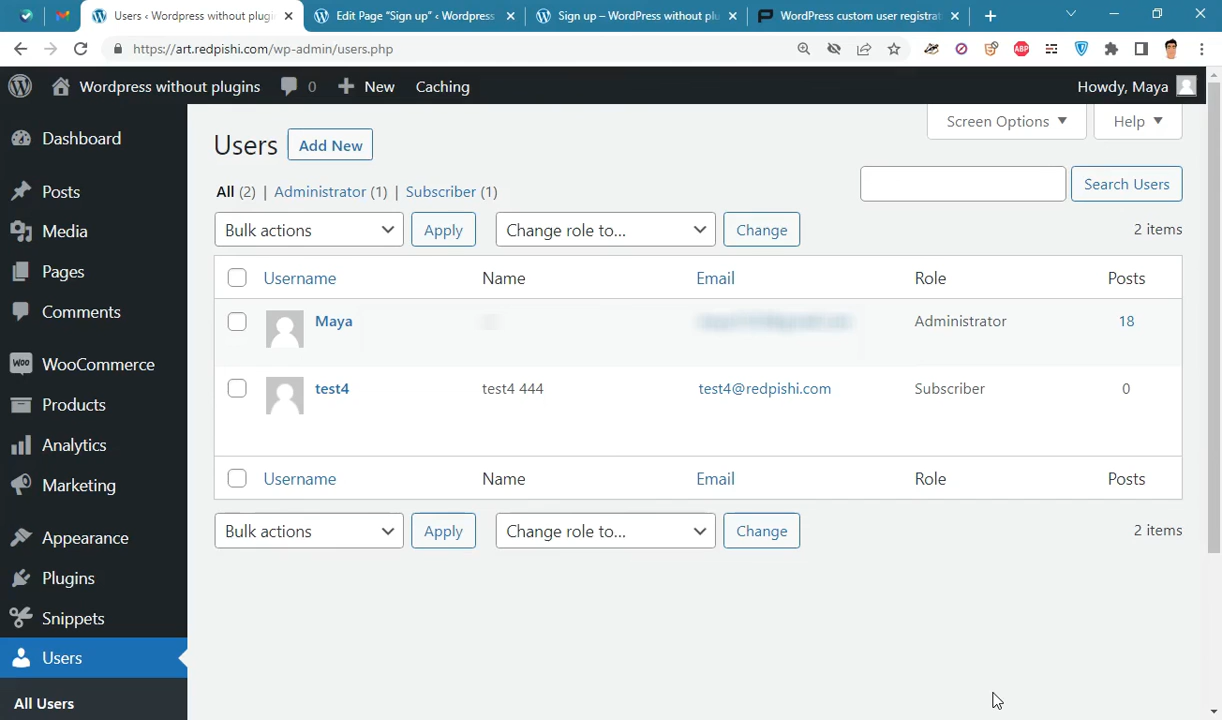 Users ‹ Wordpress without plugin
Edit Page “Sign up” ‹ Wordpress
Sign up – WordPress without plu
WordPress custom user registrat
https://art.redpishi.com/wp-admin/users.php
ABP
Wordpress without plugins
0
New
Caching
Howdy, Maya
Dashboard
Posts
Media
Pages
Comments
WooCommerce
Products
Analytics
Marketing
Appearance
Plugins
Snippets
Users
All Users
Screen Options
Help
Users
Add New
All (2) | Administrator (1) | Subscriber (1)
Search Users
Bulk actions
Apply
Change role to...
Change
2 items
Username Name Email Role Posts
Maya Administrator 18
test4 test4 444 test4@redpishi.com Subscriber 0
Username Name Email Role Posts
Bulk actions
Apply
Change role to...
Change
2 items